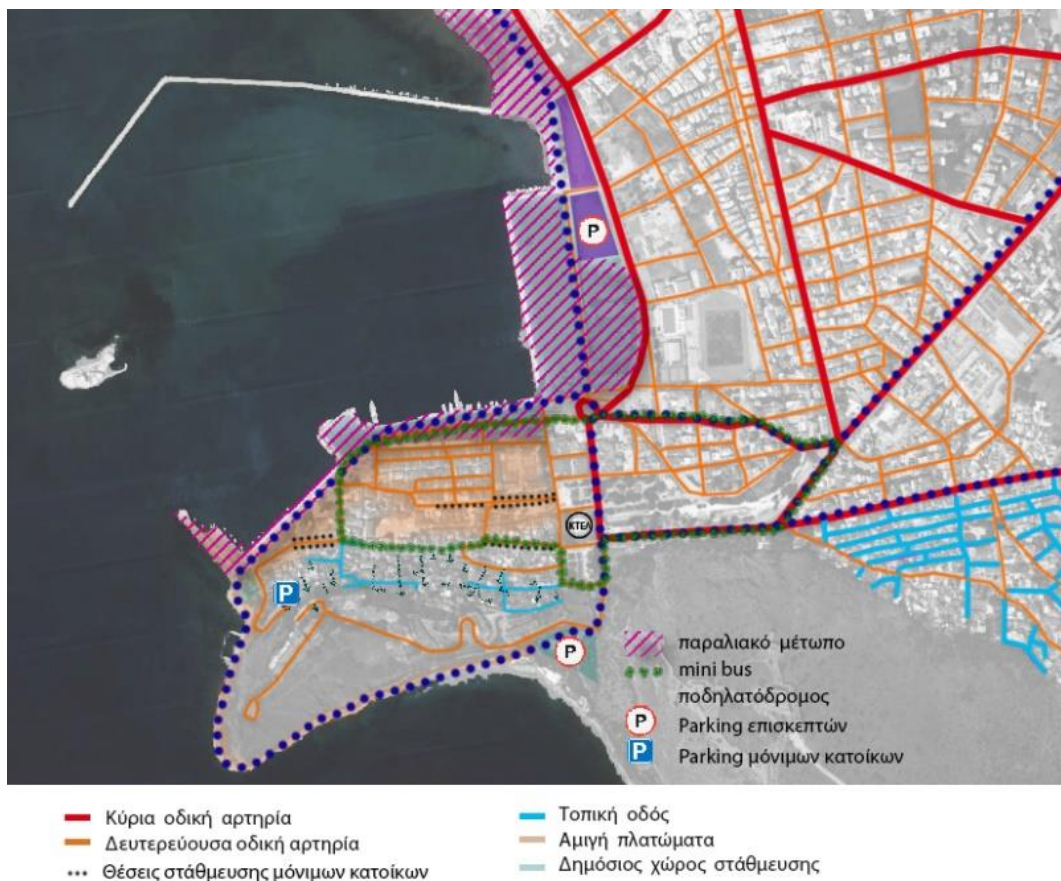 P
ΚΤΕΛ
P
P
παραλιακό μέτωπο
mini bus
ποδηλατόδρομος
P Parking επισκεπτών
P Parking μόνιμων κατοίκων
Κύρια οδική αρτηρία
Δευτερεύουσα οδική αρτηρία
Θέσεις στάθμευσης μόνιμων κατοίκων
Τοπική οδός
Αμιγή πλατώματα
Δημόσιος χώρος στάθμευσης